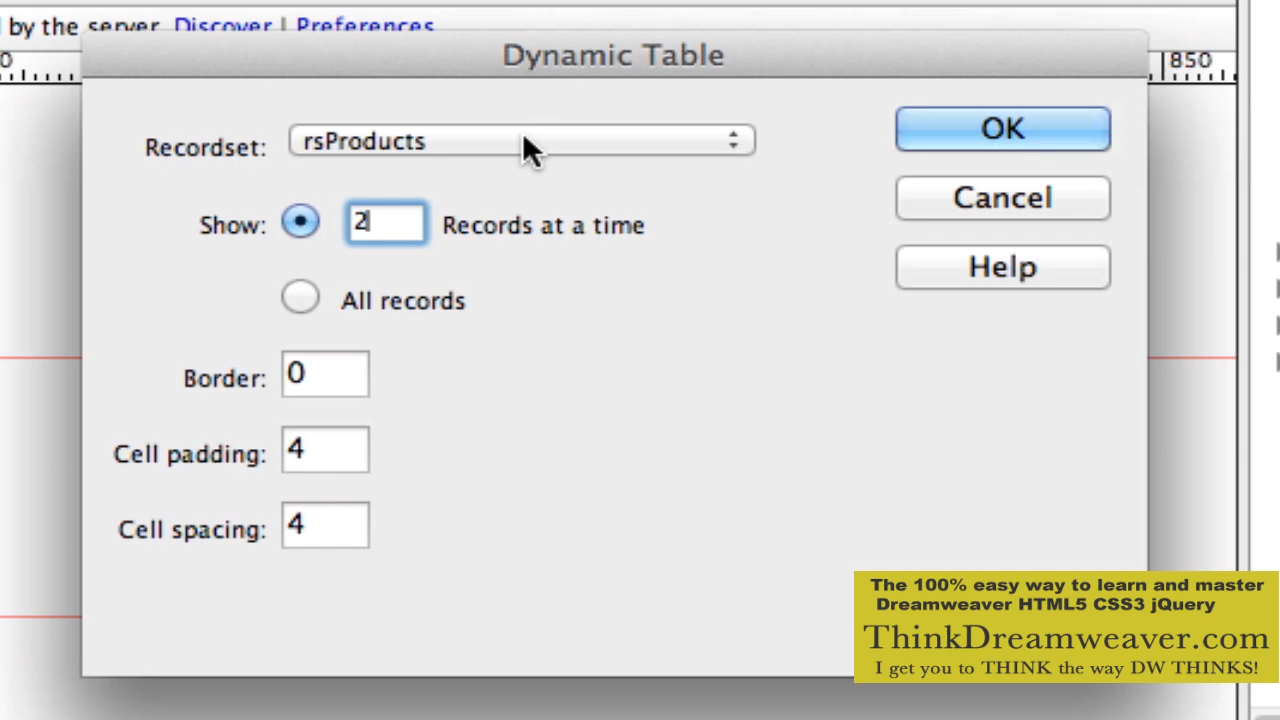 by the server. Discover | Preferences
0
850
Dynamic Table
Recordset: rsProducts
OK
Cancel
Help
Show: 2 Records at a time
All records
Border: 0
Cell padding: 4
Cell spacing: 4
The 100% easy way to learn and master
Dreamweaver HTML5 CSS3 jQuery
ThinkDreamweaver.com
I get you to THINK the way DW THINKS!